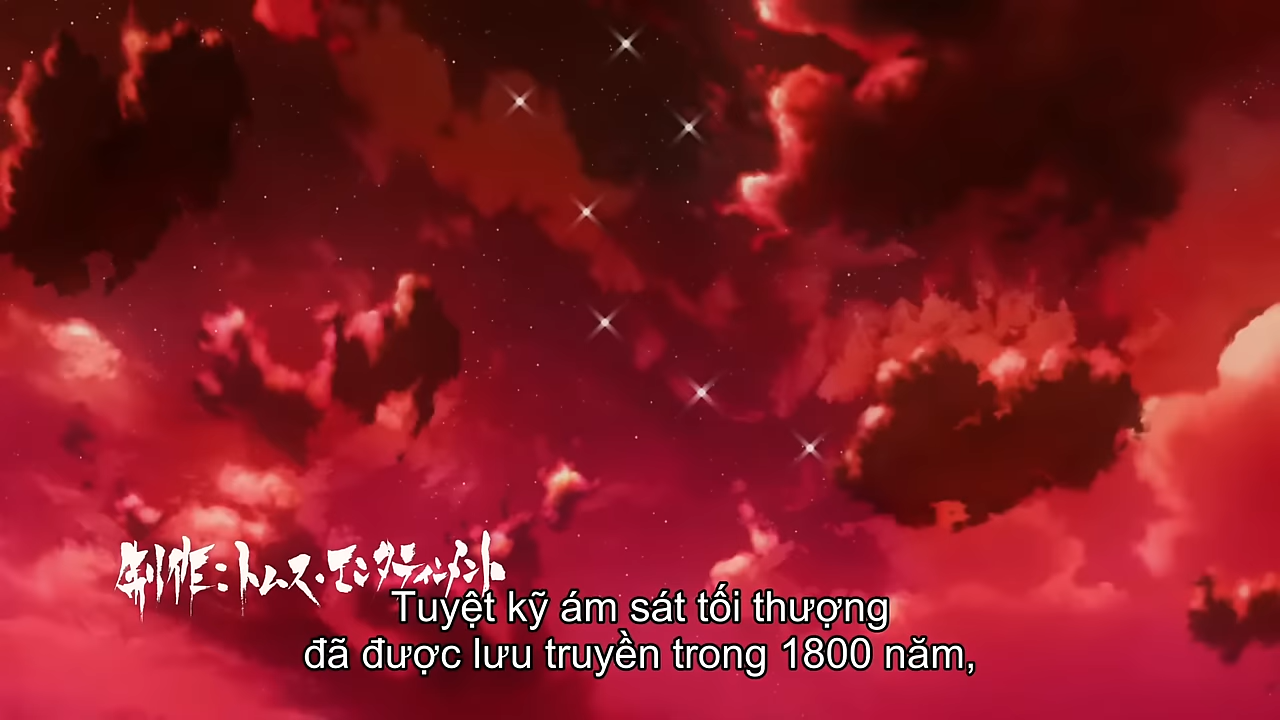 制作：トムス・エンタテインメント
Tuyệt kỹ ám sát tối thượng
đã được lưu truyền trong 1800 năm,